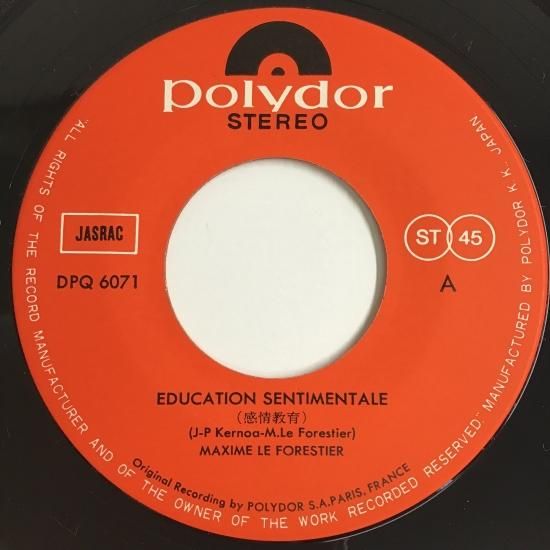 polydor
STEREO
JASRAC
ST 45
DPQ 6071
A
EDUCATION SENTIMENTALE
(感情教育)
(J-P Kernoa-M.Le Forestier)
MAXIME LE FORESTIER
Original Recording by POLYDOR S.A.PARIS, FRANCE
"ALL RIGHTS OF THE RECORD MANUFACTURER AND OF THE OWNER OF THE WORK RECORDED RESERVED." MANUFACTURED BY POLYDOR K.K. JAPAN